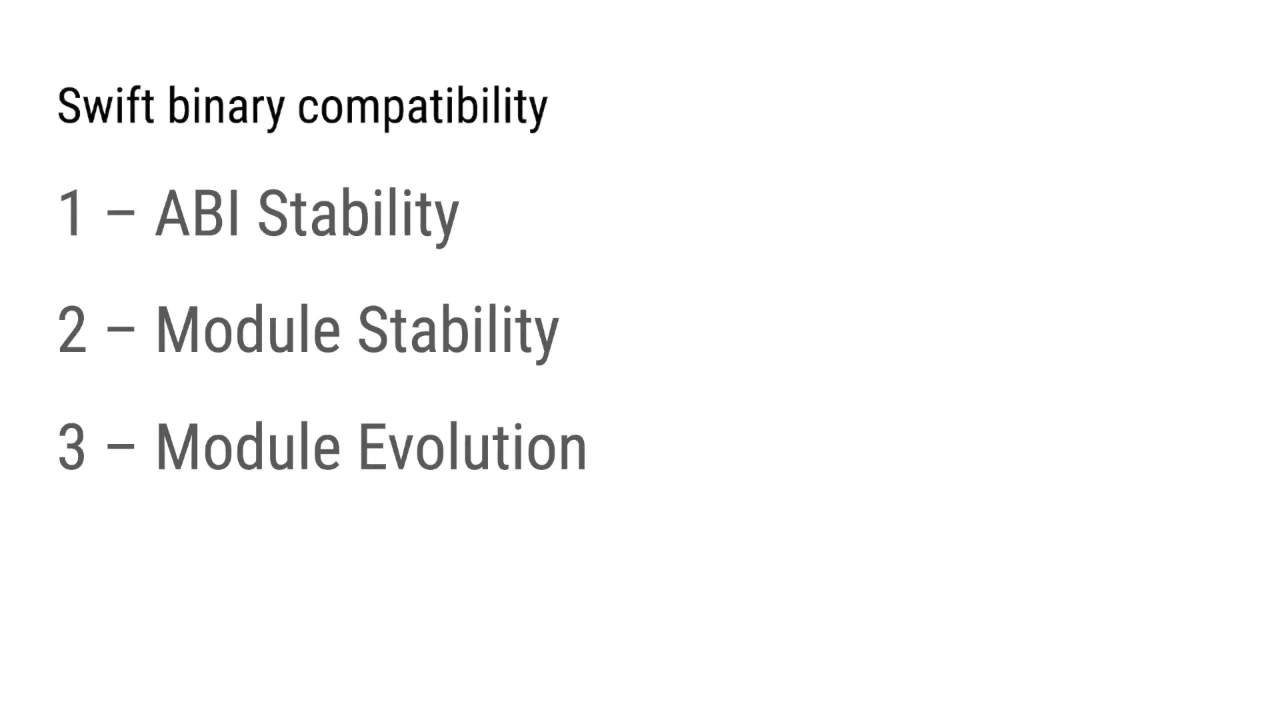 Swift binary compatibility
1 – ABI Stability
2 – Module Stability
3 – Module Evolution